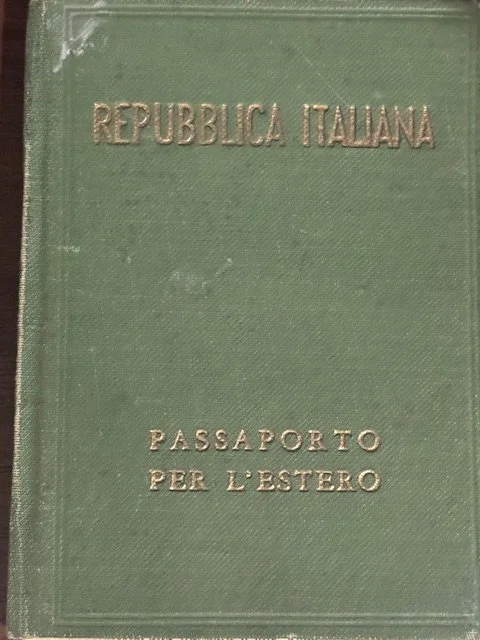 REPUBBLICA ITALIANA
PASSAPORTO
PER L'ESTERO